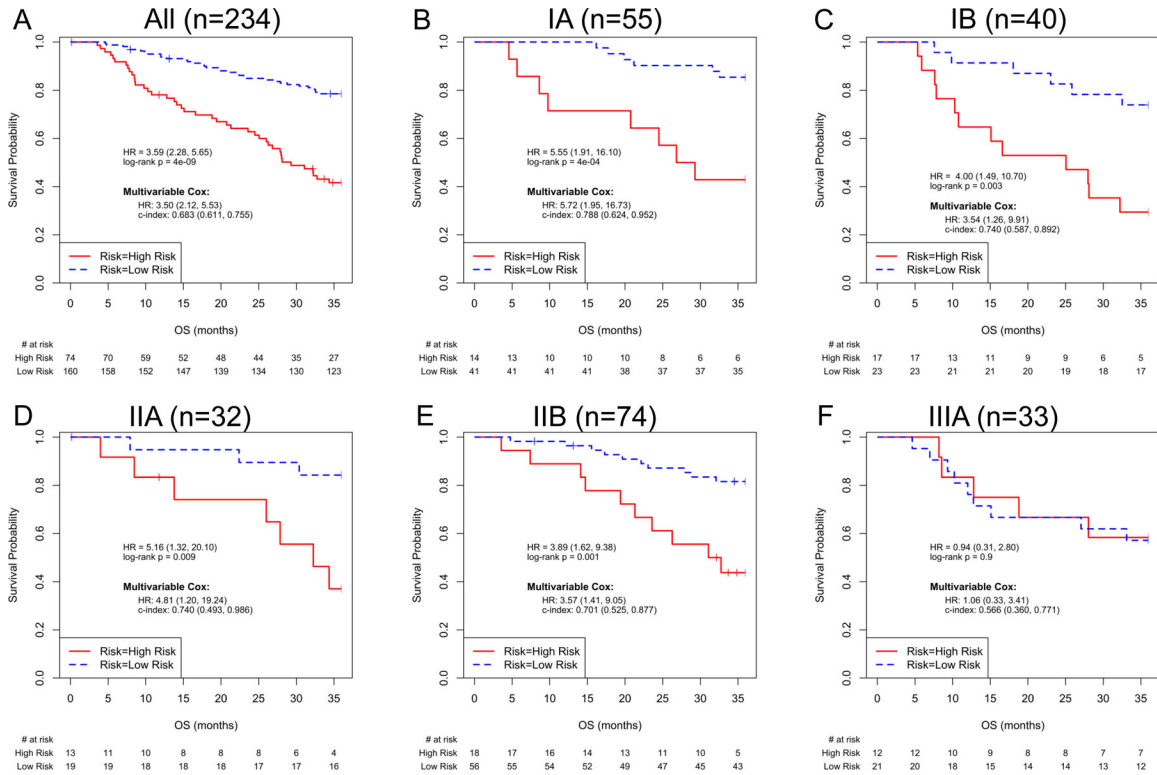 A All (n=234)
Survival Probability
1.0
0.8
0.6
0.4
0.2
0.0
HR = 3.59 (2.28, 5.65)
log-rank p = 4e-09
Multivariable Cox:
HR: 3.50 (2.12, 5.53)
c-index: 0.683 (0.611, 0.755)
Risk=High Risk
Risk=Low Risk
0 5 10 15 20 25 30 35
OS (months)
# at risk
High Risk 74 70 59 52 48 44 35 27
Low Risk 160 158 152 147 139 134 130 123
B IA (n=55)
Survival Probability
1.0
0.8
0.6
0.4
0.2
0.0
HR = 5.55 (1.91, 16.10)
log-rank p = 4e-04
Multivariable Cox:
HR: 5.72 (1.95, 16.73)
c-index: 0.788 (0.624, 0.952)
Risk=High Risk
Risk=Low Risk
0 5 10 15 20 25 30 35
OS (months)
# at risk
High Risk 14 13 10 10 10 8 6 6
Low Risk 41 41 41 41 38 37 37 35
C IB (n=40)
Survival Probability
1.0
0.8
0.6
0.4
0.2
0.0
HR = 4.00 (1.49, 10.70)
log-rank p = 0.003
Multivariable Cox:
HR: 3.54 (1.26, 9.91)
c-index: 0.740 (0.587, 0.892)
Risk=High Risk
Risk=Low Risk
0 5 10 15 20 25 30 35
OS (months)
# at risk
High Risk 17 17 13 11 9 9 6 5
Low Risk 23 23 21 21 20 19 18 17
D IIA (n=32)
Survival Probability
1.0
0.8
0.6
0.4
0.2
0.0
HR = 5.16 (1.32, 20.10)
log-rank p = 0.009
Multivariable Cox:
HR: 4.81 (1.20, 19.24)
c-index: 0.740 (0.493, 0.986)
Risk=High Risk
Risk=Low Risk
0 5 10 15 20 25 30 35
OS (months)
# at risk
High Risk 13 11 10 8 8 8 6 4
Low Risk 19 19 18 18 18 17 17 16
E IIB (n=74)
Survival Probability
1.0
0.8
0.6
0.4
0.2
0.0
HR = 3.89 (1.62, 9.38)
log-rank p = 0.001
Multivariable Cox:
HR: 3.57 (1.41, 9.05)
c-index: 0.701 (0.525, 0.877)
Risk=High Risk
Risk=Low Risk
0 5 10 15 20 25 30 35
OS (months)
# at risk
High Risk 18 17 16 14 13 11 10 5
Low Risk 56 55 54 52 49 47 45 43
F IIIA (n=33)
Survival Probability
1.0
0.8
0.6
0.4
0.2
0.0
HR = 0.94 (0.31, 2.80)
log-rank p = 0.9
Multivariable Cox:
HR: 1.06 (0.33, 3.41)
c-index: 0.566 (0.360, 0.771)
Risk=High Risk
Risk=Low Risk
0 5 10 15 20 25 30 35
OS (months)
# at risk
High Risk 12 12 10 9 8 8 7 7
Low Risk 21 20 18 15 14 14 13 12